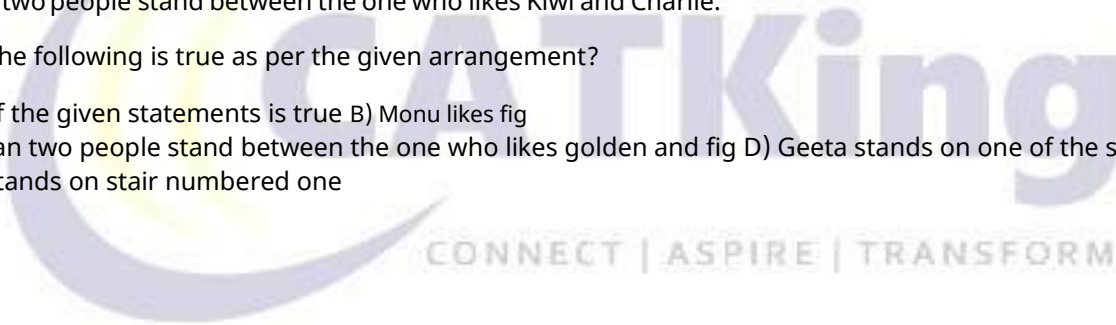 two people stand between the one who likes Kiwi and Charlie.
he following is true as per the given arrangement?
f the given statements is true B) Monu likes fig
an two people stand between the one who likes golden and fig D) Geeta stands on one of the s
tands on stair numbered one
CATKing
CONNECT | ASPIRE | TRANSFORM